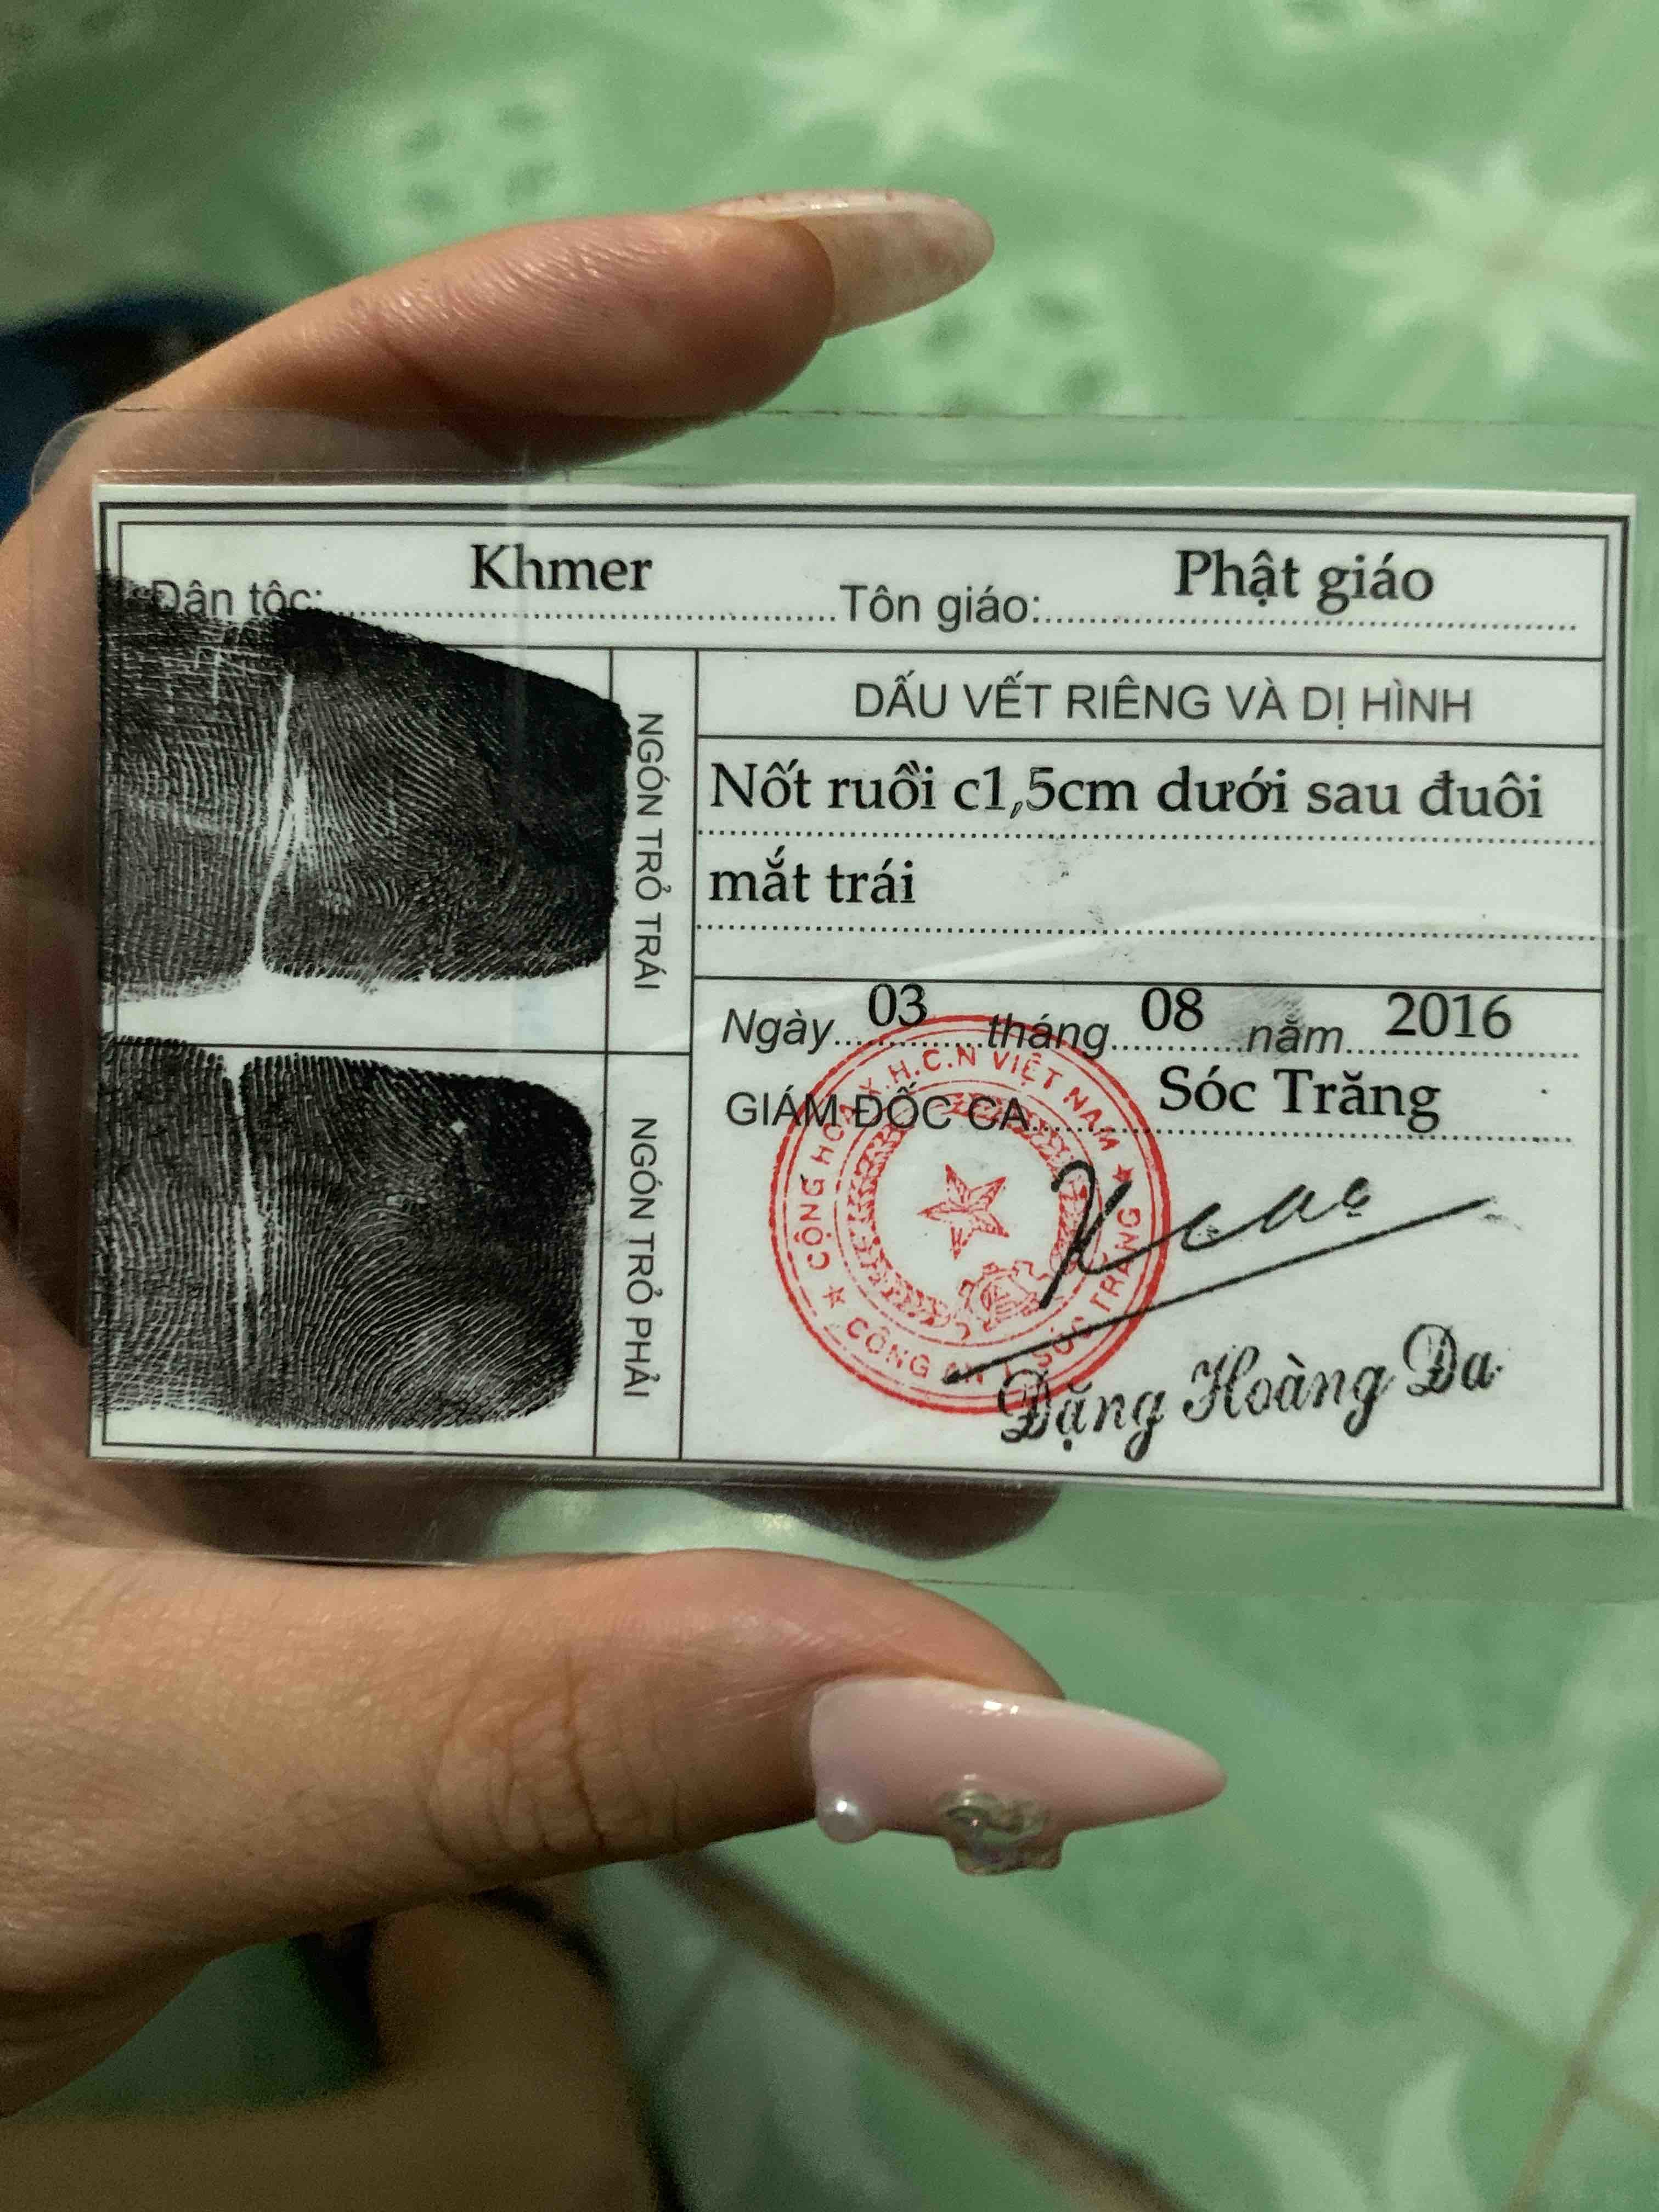 Dân tộc: Khmer Tôn giáo: Phật giáo
NGÓN TRỎ TRÁI
DẤU VẾT RIÊNG VÀ DỊ HÌNH
Nốt ruồi c1,5cm dưới sau đuôi
mắt trái
NGÓN TRỎ PHẢI
Ngày 03 tháng 08 năm 2016
GIÁM ĐỐC CA Sóc Trăng
CỘNG HÒA X.H.C.N VIỆT NAM
CÔNG AN T. SÓC TRĂNG
Đặng Hoàng Đa